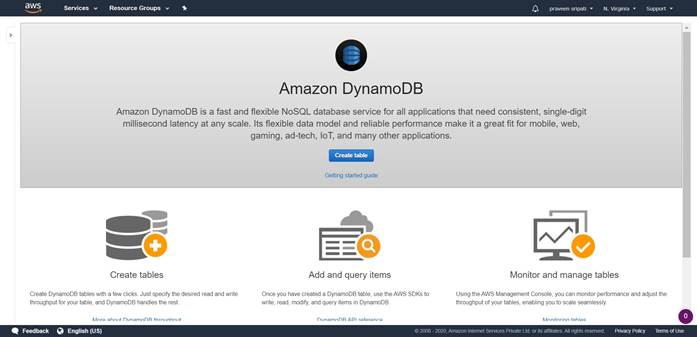 aws Services Resource Groups praveen sripati N. Virginia Support
Amazon DynamoDB
Amazon DynamoDB is a fast and flexible NoSQL database service for all applications that need consistent, single-digit
millisecond latency at any scale. Its flexible data model and reliable performance make it a great fit for mobile, web,
gaming, ad-tech, IoT, and many other applications.
Create table
Getting started guide
Create tables
Create DynamoDB tables with a few clicks. Just specify the desired read and write
throughput for your table, and DynamoDB handles the rest.
More about DynamoDB throughput
Add and query items
Once you have created a DynamoDB table, use the AWS SDKs to
write, read, modify, and query items in DynamoDB.
DynamoDB API reference
Monitor and manage tables
Using the AWS Management Console, you can monitor performance and adjust the
throughput of your tables, enabling you to scale seamlessly.
Monitoring tables
0
Feedback English (US) © 2008 - 2020, Amazon Internet Services Private Ltd. or its affiliates. All rights reserved. Privacy Policy Terms of Use